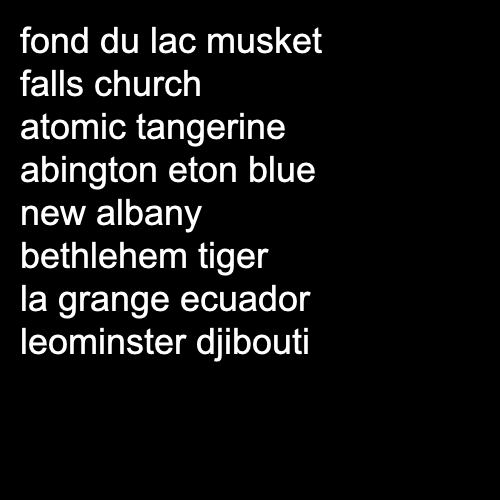 fond du lac musket
falls church
atomic tangerine
abington eton blue
new albany
bethlehem tiger
la grange ecuador
leominster djibouti